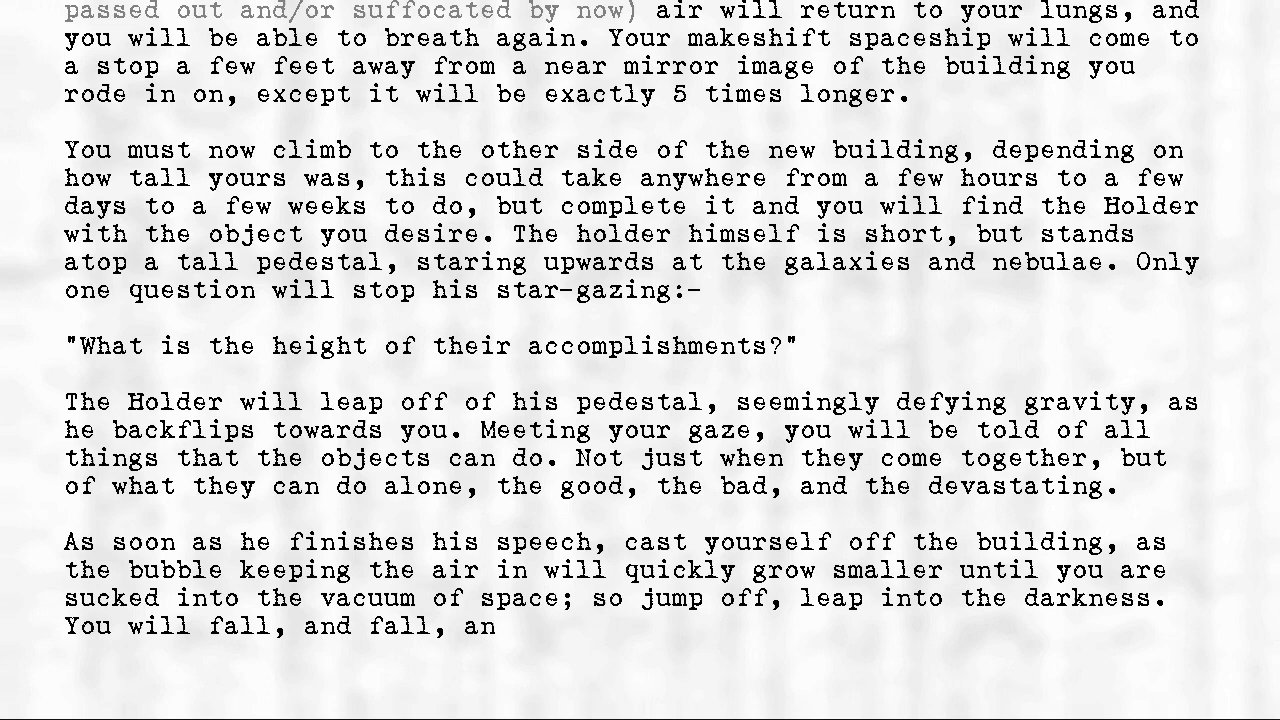 passed out and/or suffocated by now) air will return to your lungs, and
you will be able to breath again. Your makeshift spaceship will come to
a stop a few feet away from a near mirror image of the building you
rode in on, except it will be exactly 5 times longer.
You must now climb to the other side of the new building, depending on
how tall yours was, this could take anywhere from a few hours to a few
days to a few weeks to do, but complete it and you will find the Holder
with the object you desire. The holder himself is short, but stands
atop a tall pedestal, staring upwards at the galaxies and nebulae. Only
one question will stop his star-gazing:-
"What is the height of their accomplishments?"
The Holder will leap off of his pedestal, seemingly defying gravity, as
he backflips towards you. Meeting your gaze, you will be told of all
things that the objects can do. Not just when they come together, but
of what they can do alone, the good, the bad, and the devastating.
As soon as he finishes his speech, cast yourself off the building, as
the bubble keeping the air in will quickly grow smaller until you are
sucked into the vacuum of space; so jump off, leap into the darkness.
You will fall, and fall, an